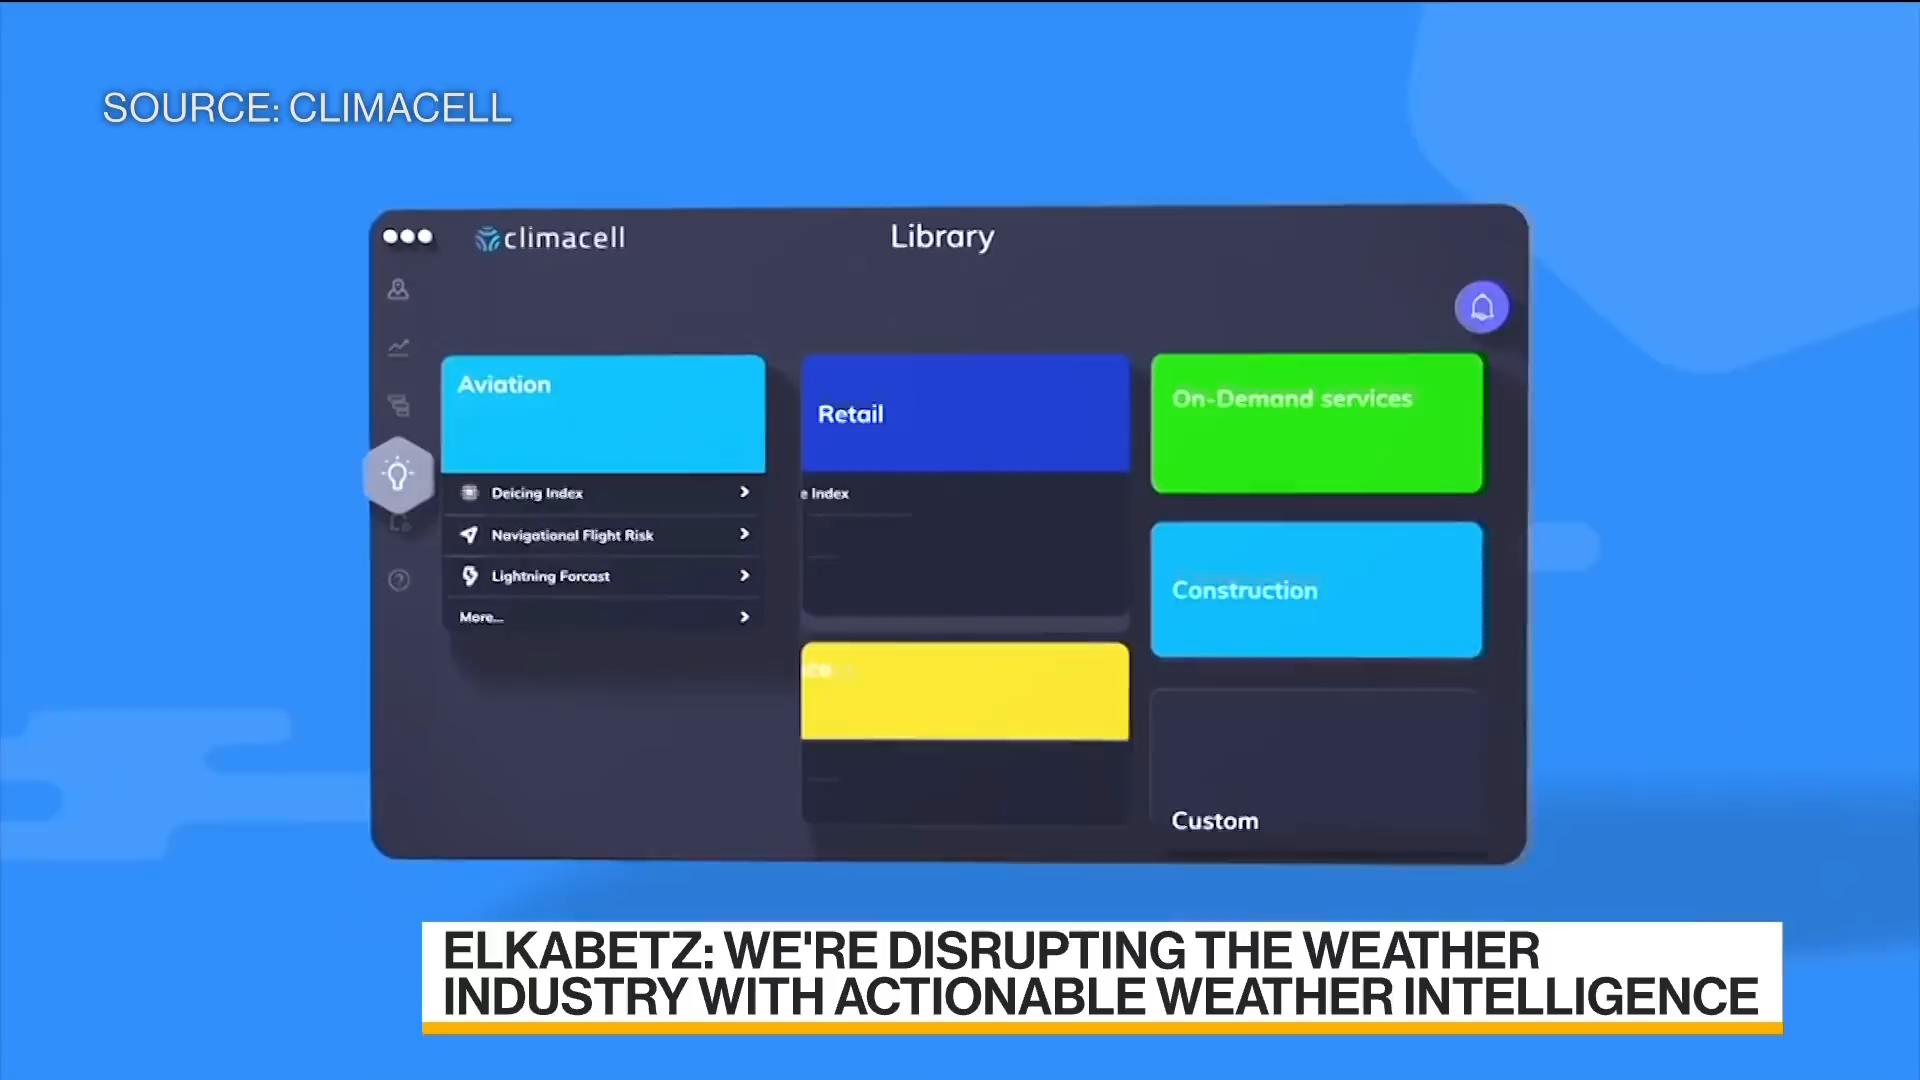 SOURCE: CLIMACELL
climacell
Library
Aviation
Deicing Index
Navigational Flight Risk
Lightning Forcast
More...
Retail
e Index
On-Demand services
Construction
Custom
ELKABETZ: WE'RE DISRUPTING THE WEATHER
INDUSTRY WITH ACTIONABLE WEATHER INTELLIGENCE